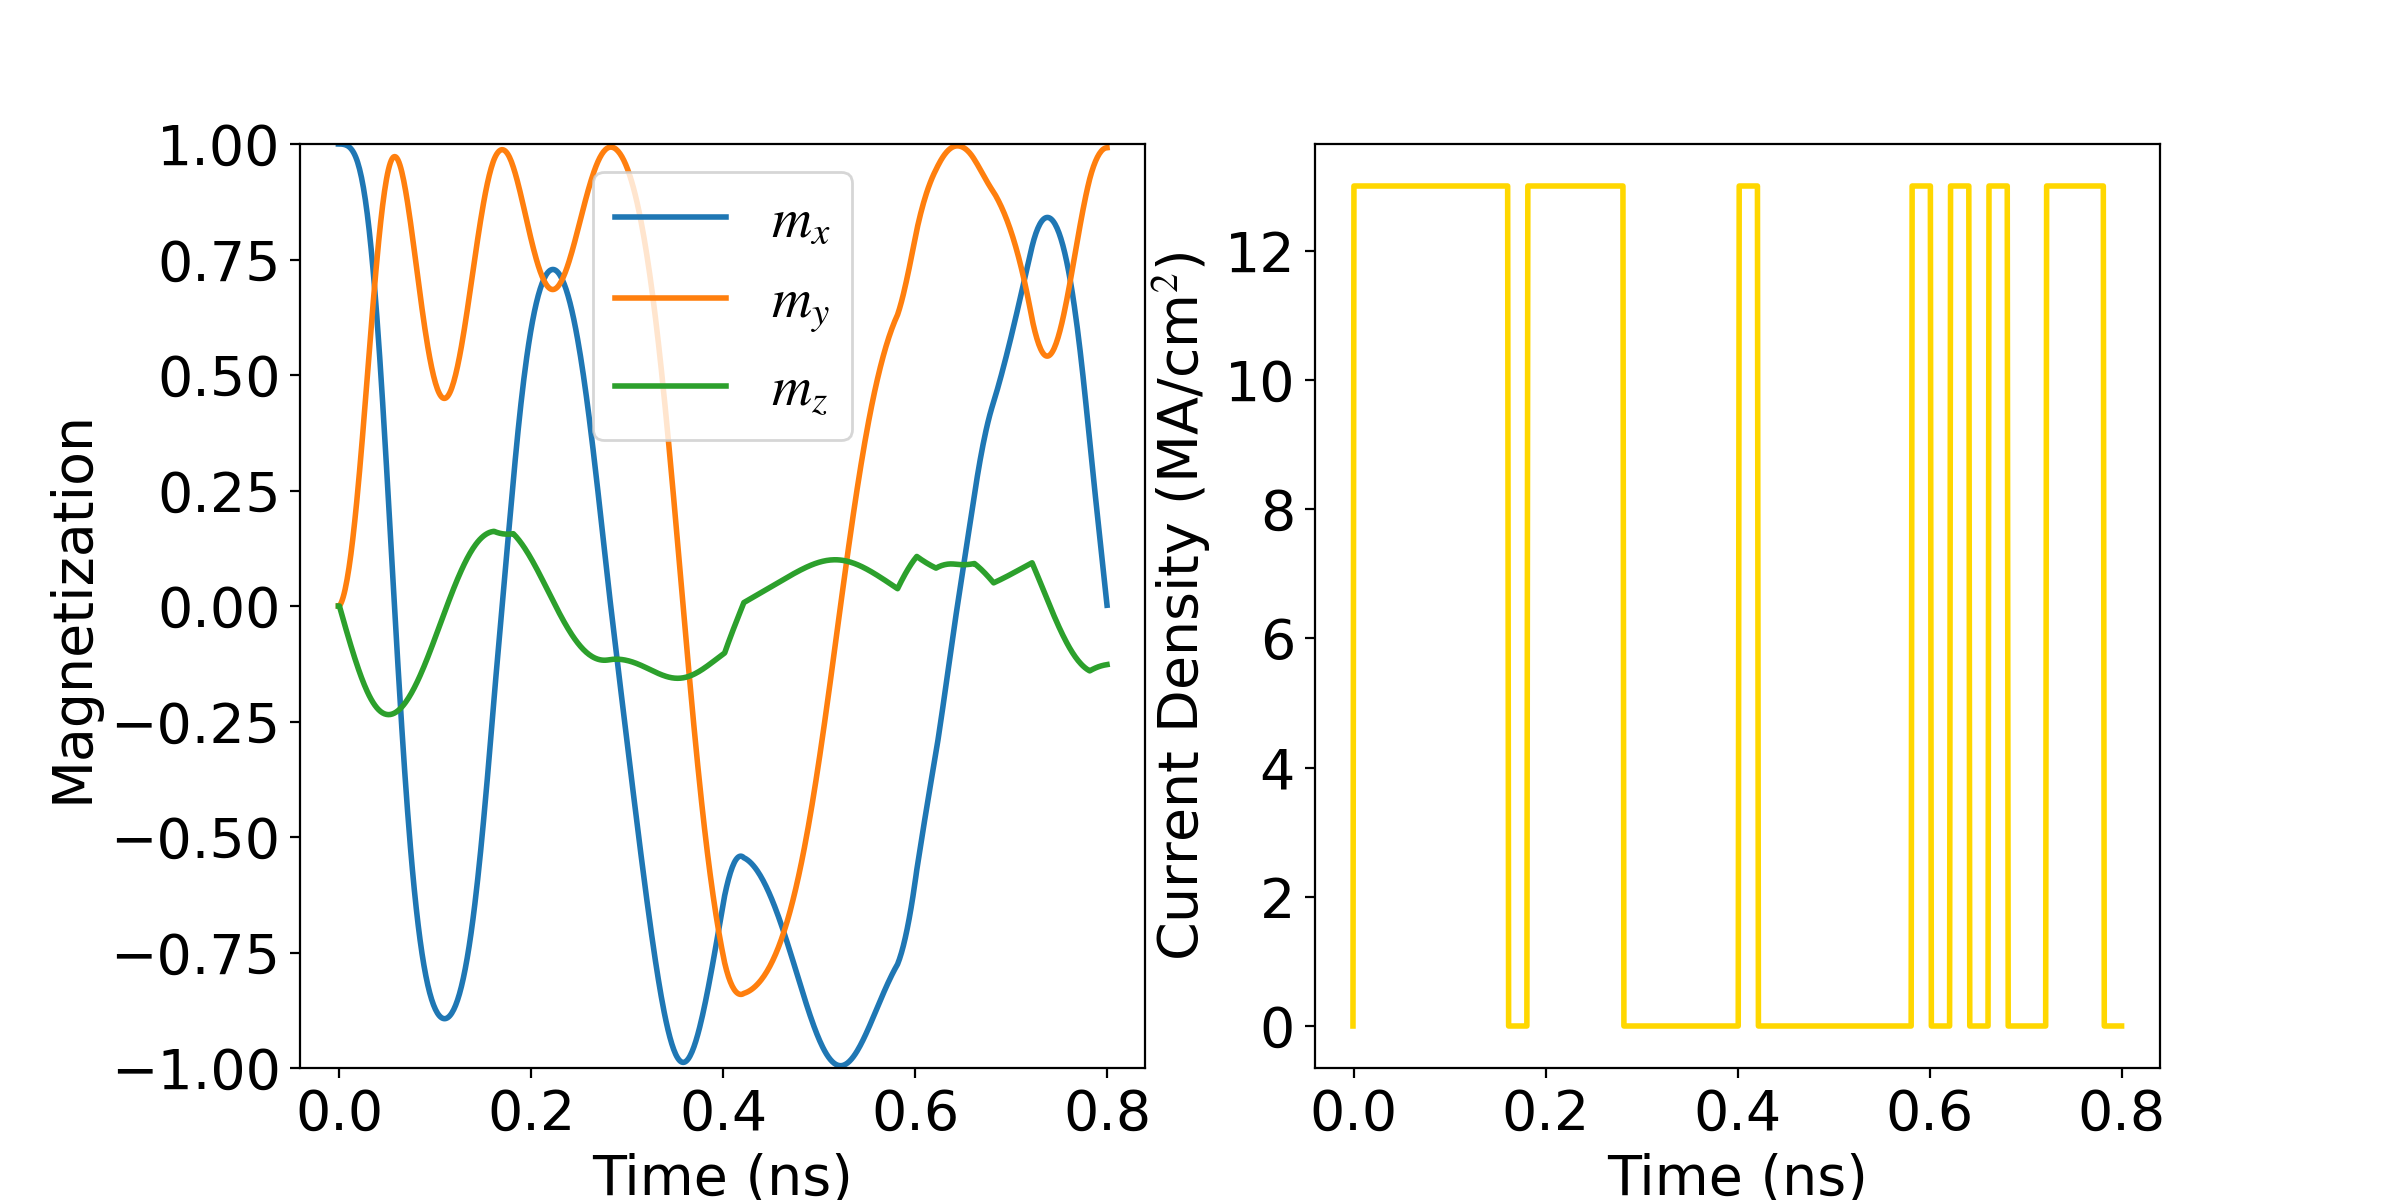 Magnetization
1.00
0.75
0.50
0.25
0.00
−0.25
−0.50
−0.75
−1.00
0.0 0.2 0.4 0.6 0.8
Time (ns)
m_x
m_y
m_z
Current Density (MA/cm²)
12
10
8
6
4
2
0
0.0 0.2 0.4 0.6 0.8
Time (ns)